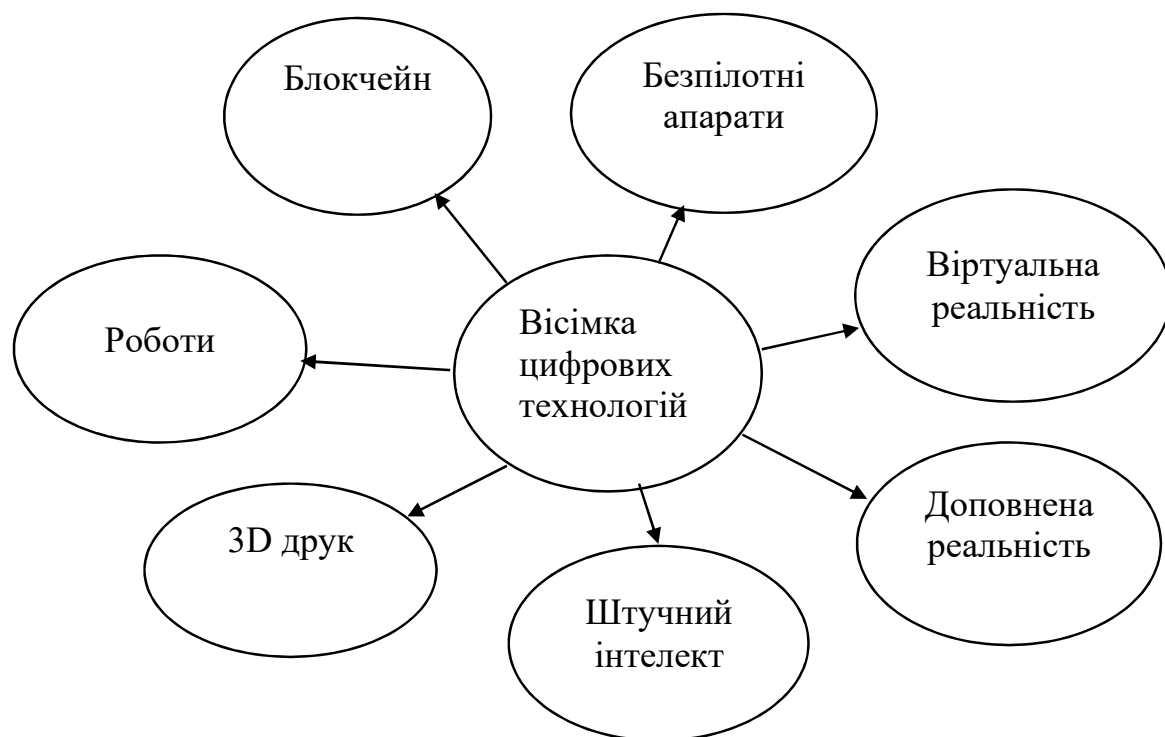 Блокчейн
Безпілотні
апарати
Віртуальна
реальність
Вісімка
цифрових
технологій
Роботи
Доповнена
реальність
3D друк
Штучний
інтелект